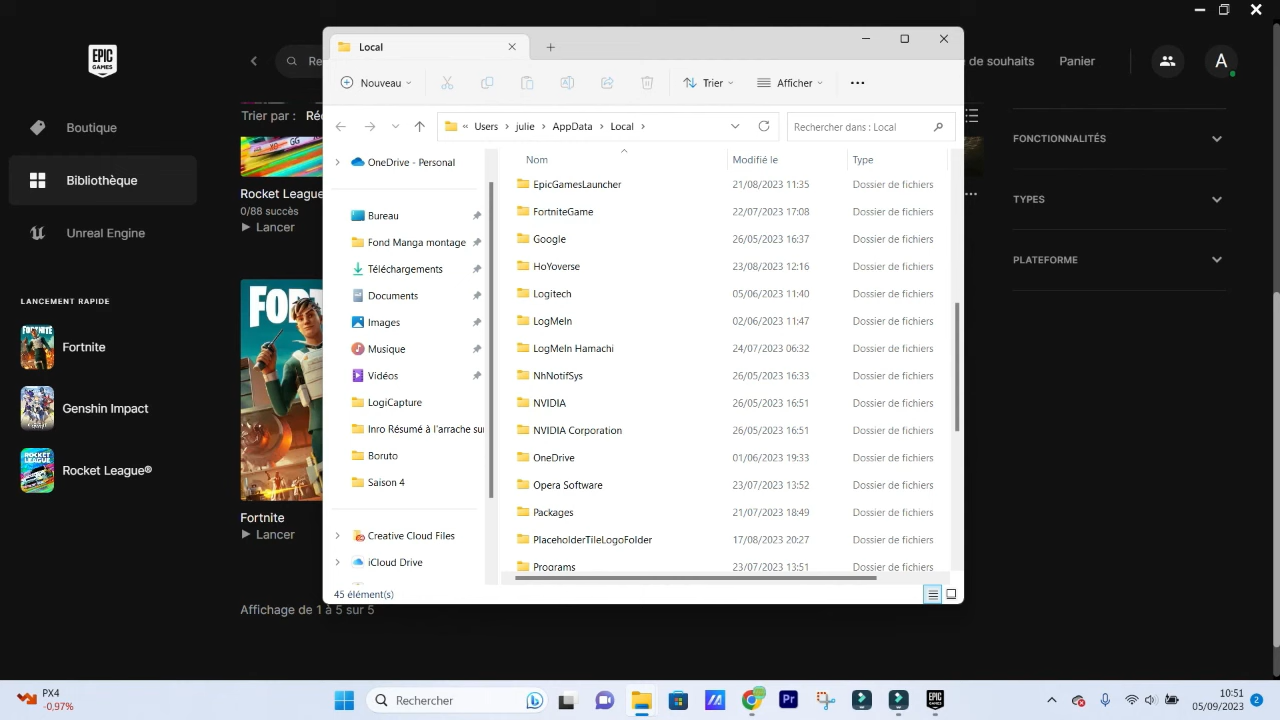 EPIC GAMES
Boutique
Bibliothèque
Unreal Engine
LANCEMENT RAPIDE
Fortnite
Genshin Impact
Rocket League®
Re
Trier par :
Rocket League
0/88 succès
Lancer
Fortnite
Lancer
Affichage de 1 à 5 sur 5
de souhaits
Panier
A
FONCTIONNALITÉS
TYPES
PLATEFORME
Local
Nouveau
Trier
Afficher
« Users > julie > AppData > Local >
Rechercher dans : Local
OneDrive - Personal
Bureau
Fond Manga montage
Téléchargements
Documents
Images
Musique
Vidéos
LogiCapture
Inro Résumé à l'arrache su
Boruto
Saison 4
Creative Cloud Files
iCloud Drive
Nom Modifié le Type
EpicGamesLauncher 21/08/2023 11:35 Dossier de fichiers
FortniteGame 22/07/2023 17:08 Dossier de fichiers
Google 26/05/2023 16:37 Dossier de fichiers
HoYoverse 23/08/2023 12:16 Dossier de fichiers
Logitech 05/06/2023 11:40 Dossier de fichiers
LogMeIn 02/06/2023 11:47 Dossier de fichiers
LogMeIn Hamachi 24/07/2023 06:32 Dossier de fichiers
NhNotifSys 26/05/2023 16:33 Dossier de fichiers
NVIDIA 26/05/2023 16:51 Dossier de fichiers
NVIDIA Corporation 26/05/2023 16:51 Dossier de fichiers
OneDrive 01/06/2023 19:33 Dossier de fichiers
Opera Software 23/07/2023 13:52 Dossier de fichiers
Packages 21/07/2023 18:49 Dossier de fichiers
PlaceholderTileLogoFolder 17/08/2023 20:27 Dossier de fichiers
Programs 23/07/2023 13:51 Dossier de fichiers
45 élément(s)
PX4
-0.97%
Rechercher
Pr
EPIC GAMES
10:51
05/09/2023
2